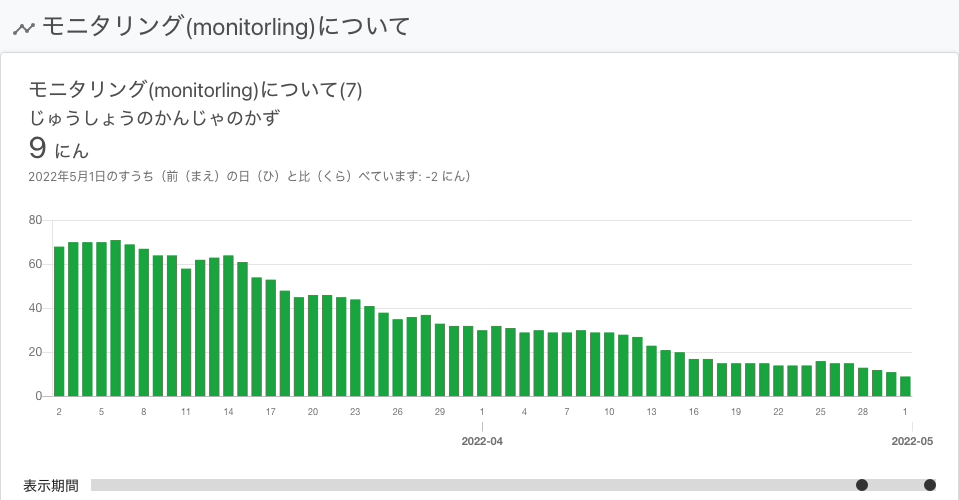 モニタリング(monitorling)について
モニタリング(monitorling)について(7)
じゅうしょうのかんじゃのかず
9 にん
2022年5月1日のすうち（前（まえ）の日（ひ）と比（くら）べています: -2 にん）
80
60
40
20
0
2 5 8 11 14 17 20 23 26 29 1 4 7 10 13 16 19 22 25 28 1
2022-04 2022-05
表示期間